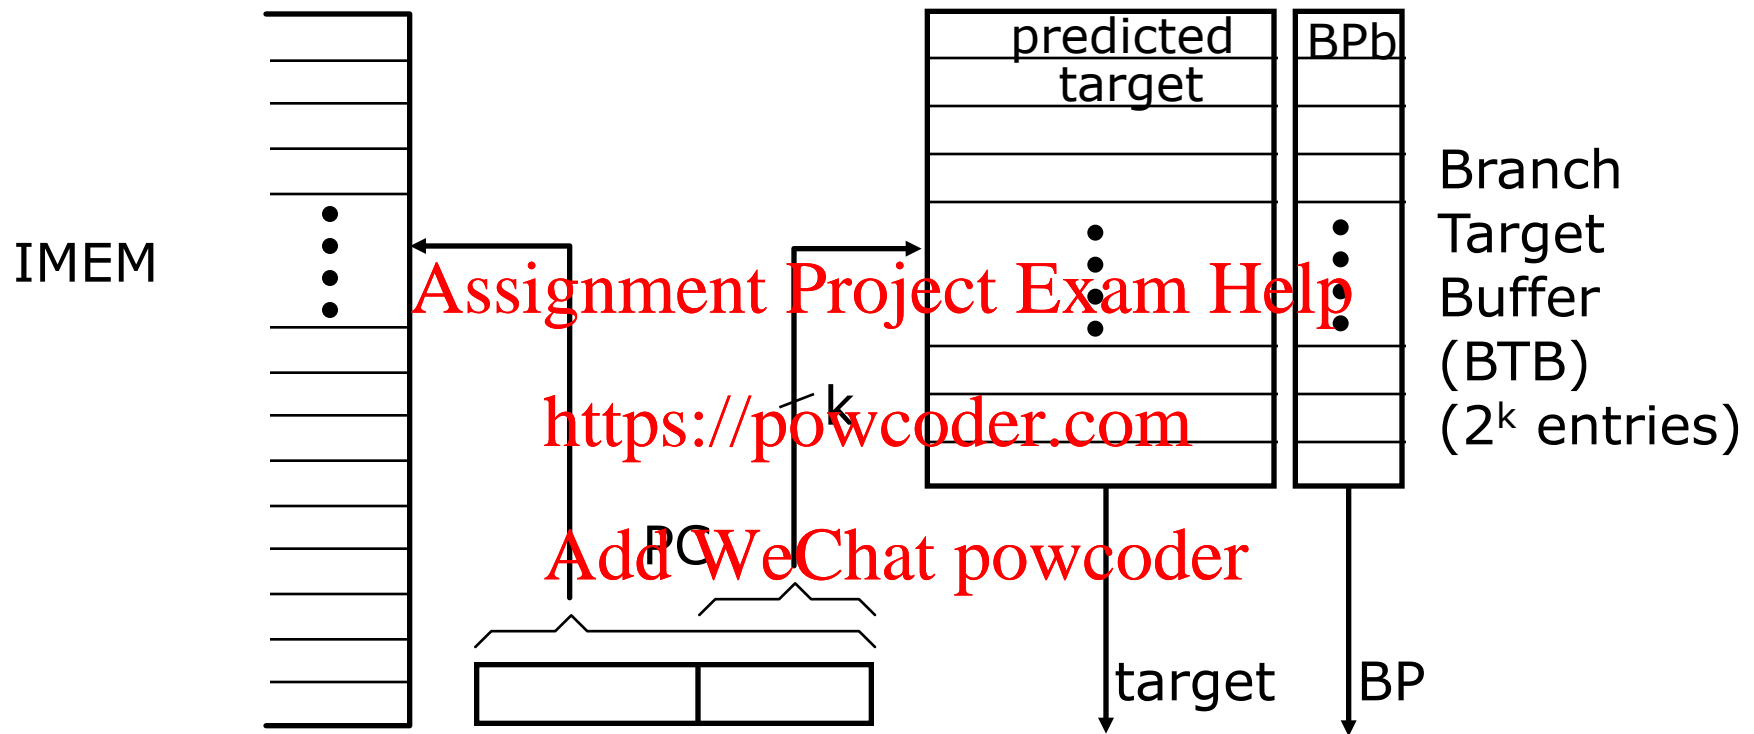 predicted
target
BPb
Branch
Target
Buffer
(BTB)
(2ᵏ entries)
IMEM
Assignment Project Exam Help
k
https://powcoder.com
PC
Add WeChat powcoder
target
BP